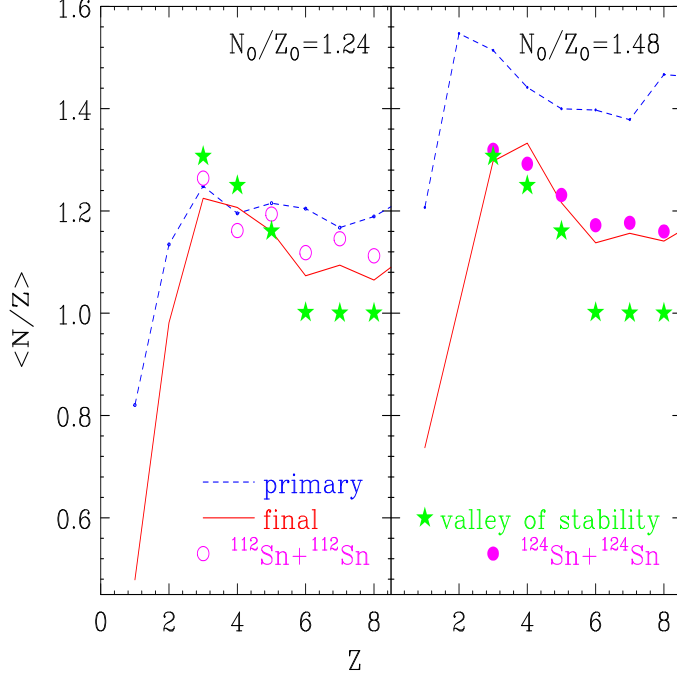 1.6
N₀/Z₀=1.24
N₀/Z₀=1.48
1.4
1.2
1.0
0.8
0.6
<N/Z>
primary
final
¹¹²Sn+¹¹²Sn
valley of stability
¹²⁴Sn+¹²⁴Sn
0 2 4 6 8
2 4 6 8
Z